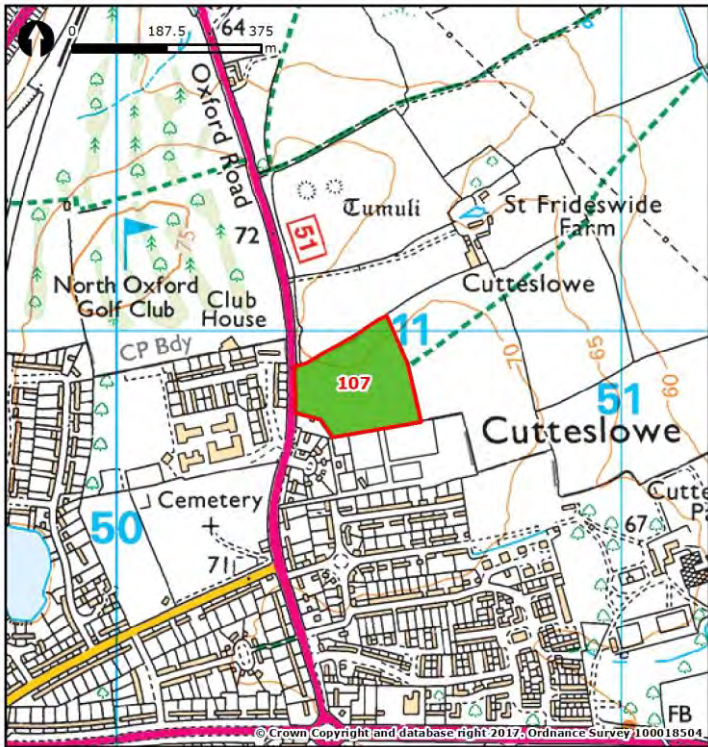 0 187.5 375
m
64
Oxford Road
Tumuli
St Frideswide
Farm
51
72
75
North Oxford
Golf Club
Club
House
Cutteslowe
CP Bdy
11
107
70
65
60
51
Cutteslowe
Cemetery
50
71
67
Cutte
Pa
FB
© Crown Copyright and database right 2017. Ordnance Survey 100018504